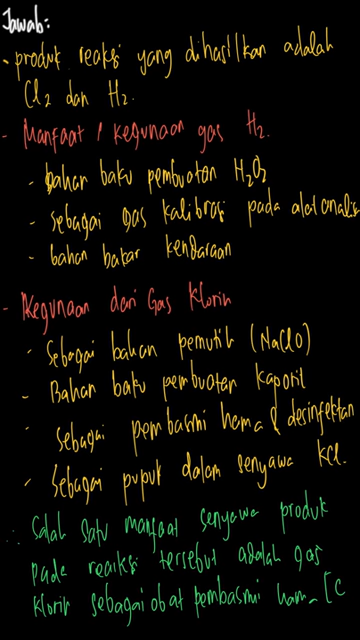 Jawab:
• produk reaksi yang dihasilkan adalah
Cl2 dan H2.
- Manfaat / kegunaan gas H2.
- bahan baku pembuatan H2O2
- sebagai gas kalibrasi pada alat analis
- bahan bakar kendaraan
- Kegunaan dari Gas Klorin
- Sebagai bahan pemutih (NaClO)
- Bahan baku pembuatan kaporit
- Sebagai pembasmi hama & desinfektan
- Sebagai pupuk dalam senyawa KCl.
∴ Salah satu manfaat senyawa produk
pada reaksi tersebut adalah gas
klorin sebagai obat pembasmi hama. [C